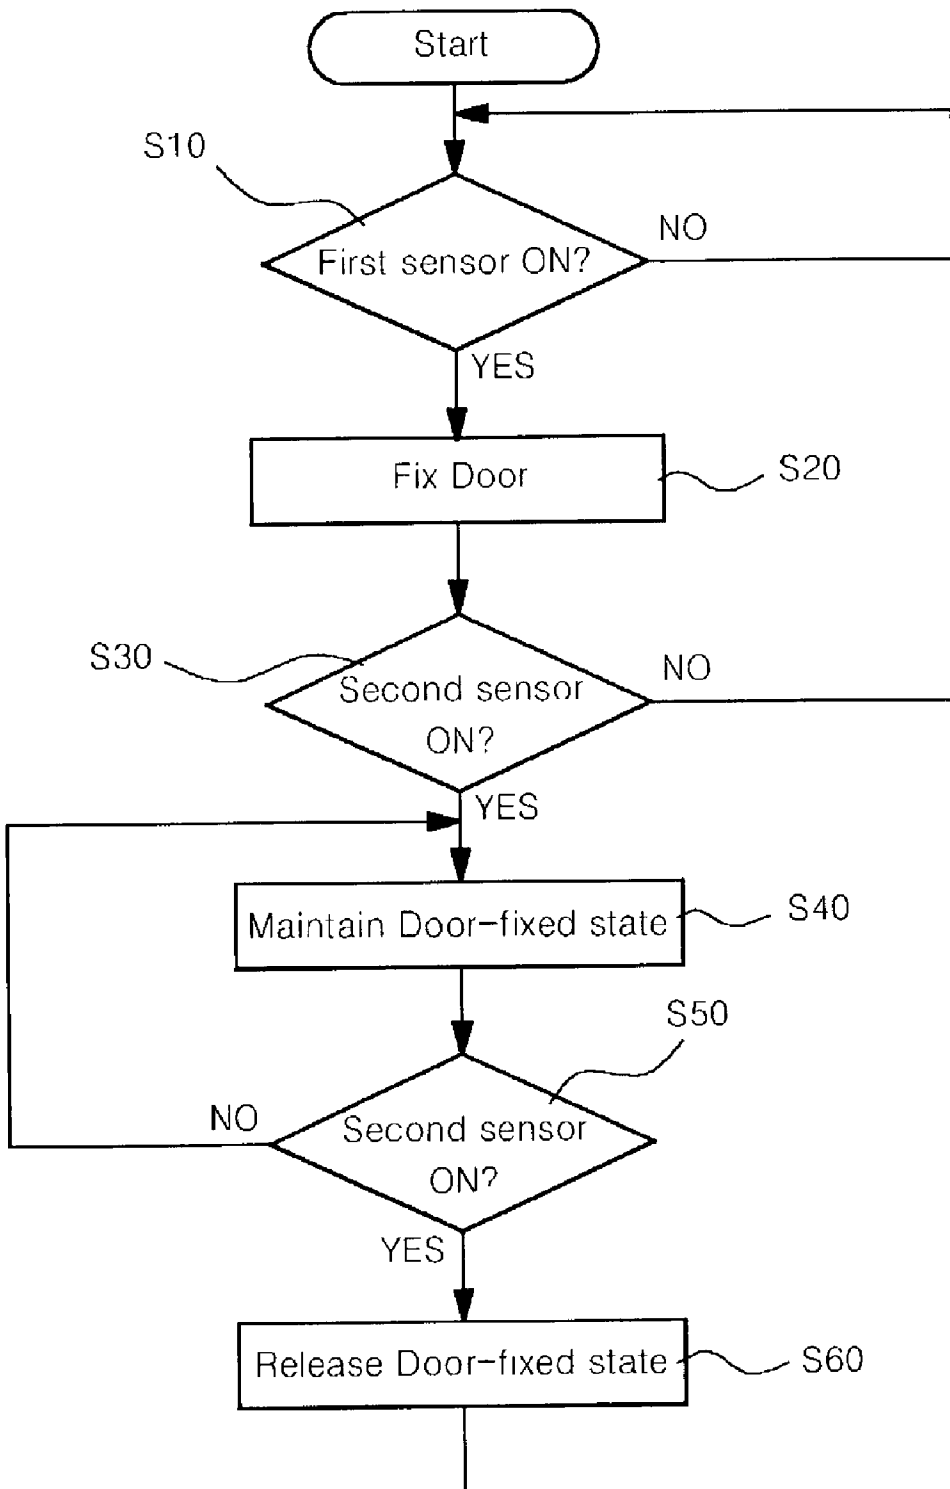 Start
S10
First sensor ON?
NO
YES
Fix Door
S20
S30
Second sensor
ON?
NO
YES
Maintain Door-fixed state
S40
S50
Second sensor
ON?
NO
YES
Release Door-fixed state
S60